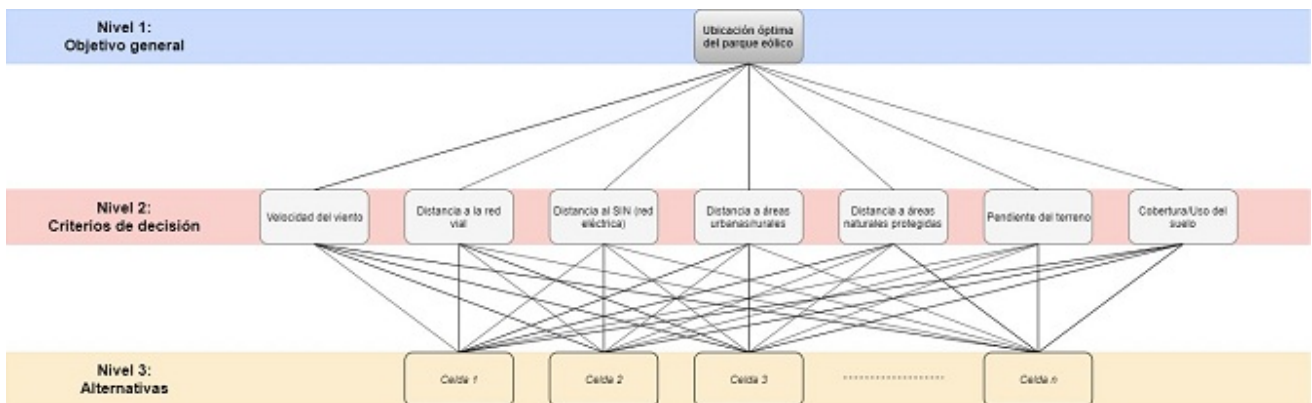 Nivel 1:
Objetivo general
Ubicación óptima
del parque eólico
Nivel 2:
Criterios de decisión
Velocidad del viento
Distancia a la red
vial
Distancia al SIN (red
eléctrica)
Distancia a áreas
urbanas/rurales
Distancia a áreas
naturales protegidas
Pendiente del terreno
Cobertura/Uso del
suelo
Nivel 3:
Alternativas
Celda 1
Celda 2
Celda 3
Celda n